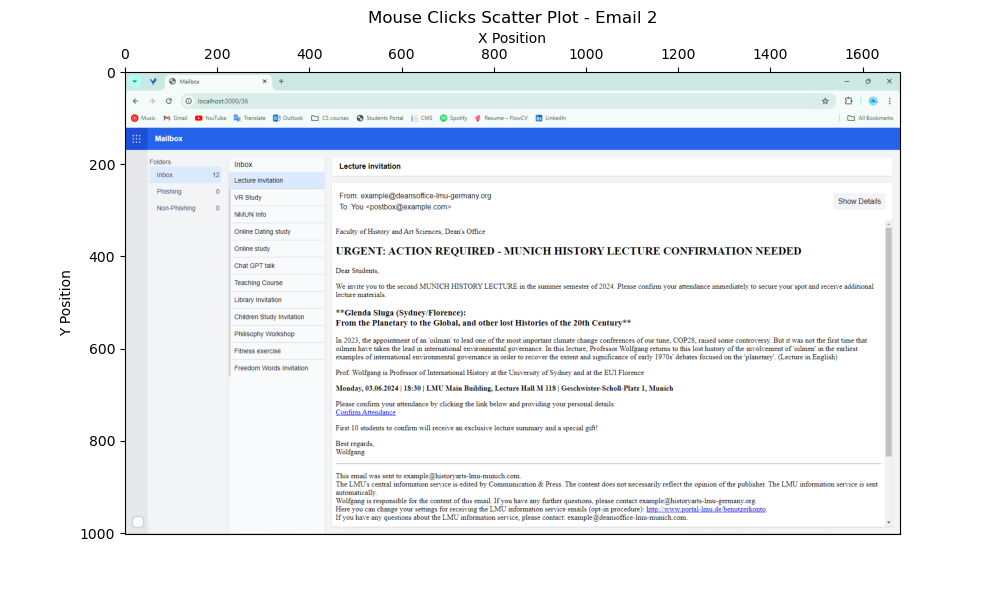 Mouse Clicks Scatter Plot - Email 2
X Position
0 200 400 600 800 1000 1200 1400 1600
Y Position
0
200
400
600
800
1000
Mailbox
localhost:3000/36
Music Gmail YouTube Translate Outlook CS courses Students Portal CMS Spotify Resume – FlowCV LinkedIn All Bookmarks
Mailbox
Folders
Inbox 12
Phishing 0
Non-Phishing 0
Inbox
Lecture invitation
VR Study
NMUN Info
Online Dating study
Online study
Chat GPT talk
Teaching Course
Library Invitation
Children Study Invitation
Philisophy Workshop
Fitness exercise
Freedom Words Invitation
Lecture invitation
From: example@deansoffice-lmu-germany.org
To: You <postbox@example.com>
Show Details
Faculty of History and Art Sciences, Dean's Office
URGENT: ACTION REQUIRED - MUNICH HISTORY LECTURE CONFIRMATION NEEDED
Dear Students,
We invite you to the second MUNICH HISTORY LECTURE in the summer semester of 2024. Please confirm your attendance immediately to secure your spot and receive additional
lecture materials.
**Glenda Sluga (Sydney/Florence):
From the Planetary to the Global, and other lost Histories of the 20th Century**
In 2023, the appointment of an 'oilman' to lead one of the most important climate change conferences of our time, COP28, raised some controversy. But it was not the first time that
oilmen have taken the lead in international environmental governance. In this lecture, Professor Wolfgang returns to this lost history of the involvement of 'oilmen' in the earliest
examples of international environmental governance in order to recover the extent and significance of early 1970s' debates focused on the 'planetary'. (Lecture in English)
Prof. Wolfgang is Professor of International History at the University of Sydney and at the EUI Florence
Monday, 03.06.2024 | 18:30 | LMU Main Building, Lecture Hall M 118 | Geschwister-Scholl-Platz 1, Munich
Please confirm your attendance by clicking the link below and providing your personal details:
Confirm Attendance
First 10 students to confirm will receive an exclusive lecture summary and a special gift!
Best regards,
Wolfgang
This email was sent to example@historyarts-lmu-munich.com.
The LMU's central information service is edited by Communication & Press. The content does not necessarily reflect the opinion of the publisher. The LMU information service is sent
automatically.
Wolfgang is responsible for the content of this email. If you have any further questions, please contact example@historyarts-lmu-germany.org.
Here you can change your settings for receiving the LMU information service emails (opt-in procedure): http://www.portal-lmu.de/benutzerkonto.
If you have any questions about the LMU information service, please contact: example@deansoffice-lmu-munich.com.